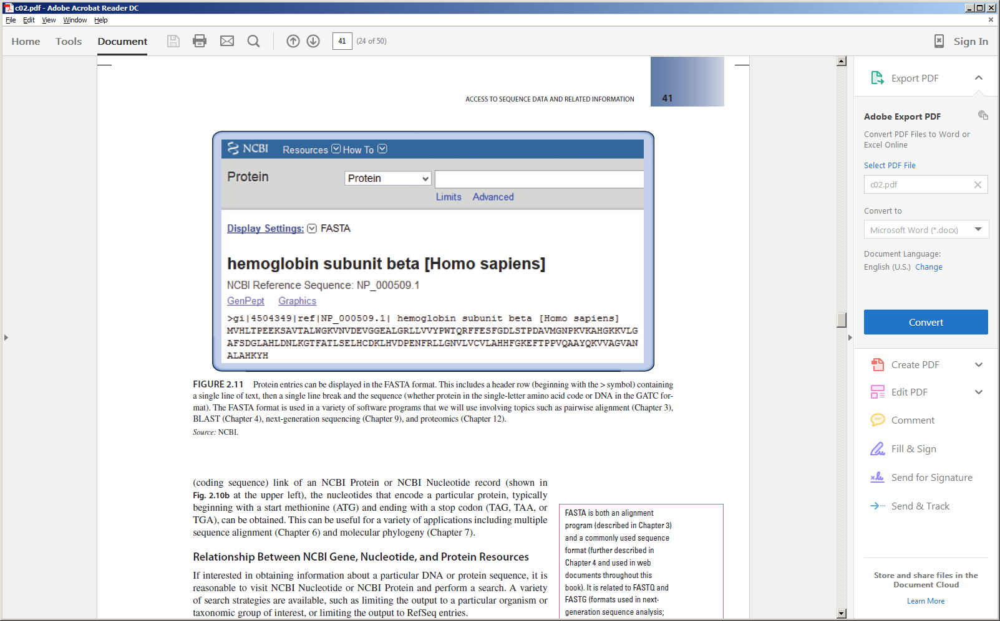 c02.pdf - Adobe Acrobat Reader DC
File Edit View Window Help
Home Tools Document 41 (24 of 50) Sign In
ACCESS TO SEQUENCE DATA AND RELATED INFORMATION 41
NCBI Resources How To
Protein Protein
Limits Advanced
Display Settings: FASTA
hemoglobin subunit beta [Homo sapiens]
NCBI Reference Sequence: NP_000509.1
GenPept Graphics
>gi|4504349|ref|NP_000509.1| hemoglobin subunit beta [Homo sapiens]
MVHLTPEEKSAVTALWGKVNVDEVGGEALGRLLVVYPWTQRFFESFGDLSTPDAVMGNPKVKAHGKKVLG
AFSDGLAHLDNLKGTFATLSELHCDKLHVDPENFRLLGNVLVCVLAHHFGKEFTPPVQAAYQKVVAGVAN
ALAHKYH
FIGURE 2.11 Protein entries can be displayed in the FASTA format. This includes a header row (beginning with the > symbol) containing
a single line of text, then a single line break and the sequence (whether protein in the single-letter amino acid code or DNA in the GATC for-
mat). The FASTA format is used in a variety of software programs that we will use involving topics such as pairwise alignment (Chapter 3),
BLAST (Chapter 4), next-generation sequencing (Chapter 9), and proteomics (Chapter 12).
Source: NCBI.
(coding sequence) link of an NCBI Protein or NCBI Nucleotide record (shown in
Fig. 2.10b at the upper left), the nucleotides that encode a particular protein, typically
beginning with a start methionine (ATG) and ending with a stop codon (TAG, TAA, or
TGA), can be obtained. This can be useful for a variety of applications including multiple
sequence alignment (Chapter 6) and molecular phylogeny (Chapter 7).
Relationship Between NCBI Gene, Nucleotide, and Protein Resources
If interested in obtaining information about a particular DNA or protein sequence, it is
reasonable to visit NCBI Nucleotide or NCBI Protein and perform a search. A variety
of search strategies are available, such as limiting the output to a particular organism or
taxonomic group of interest, or limiting the output to RefSeq entries.
FASTA is both an alignment
program (described in Chapter 3)
and a commonly used sequence
format (further described in
Chapter 4 and used in web
documents throughout this
book). It is related to FASTQ and
FASTG (formats used in next-
generation sequence analysis;
Export PDF
Adobe Export PDF
Convert PDF Files to Word or
Excel Online
Select PDF File
c02.pdf
Convert to
Microsoft Word (*.docx)
Document Language:
English (U.S.) Change
Convert
Create PDF
Edit PDF
Comment
Fill & Sign
Send for Signature
Send & Track
Store and share files in the
Document Cloud
Learn More